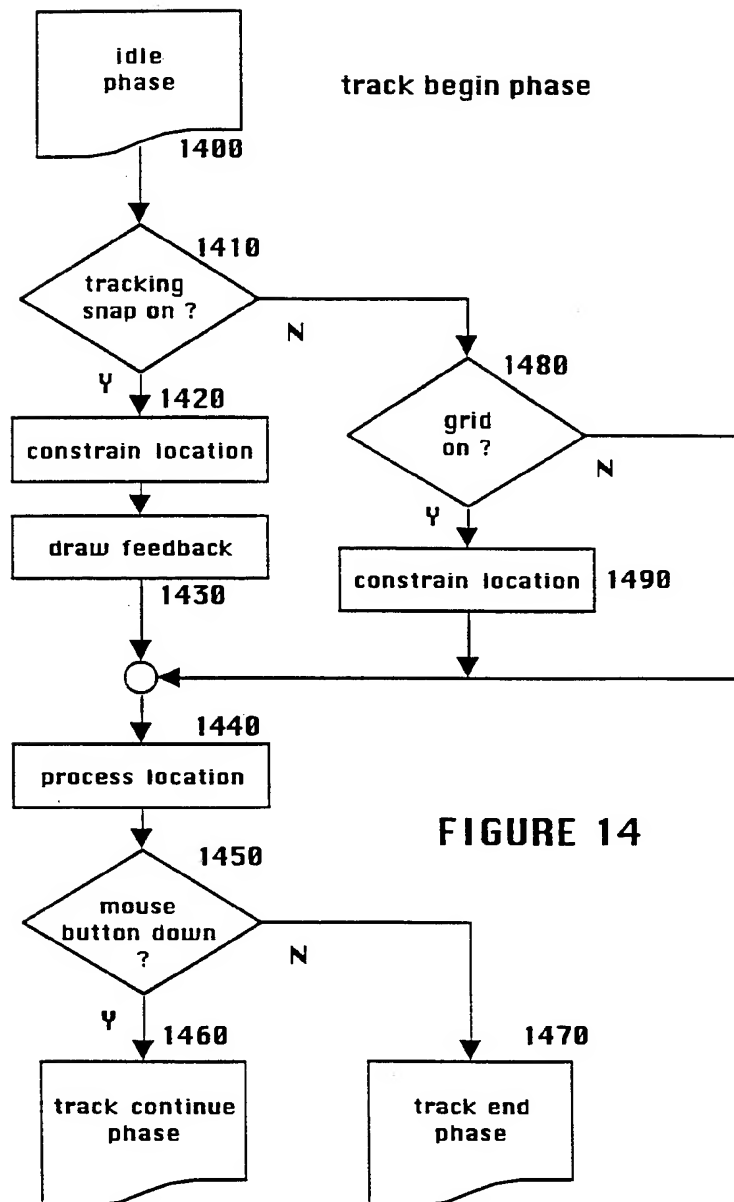 idle
phase
track begin phase
1400
1410
tracking
snap on ?
N
Y
1480
1420
grid
on ?
constrain location
N
Y
draw feedback
constrain location
1490
1430
1440
process location
FIGURE 14
1450
mouse
button down
?
N
Y
1460
1470
track continue
phase
track end
phase